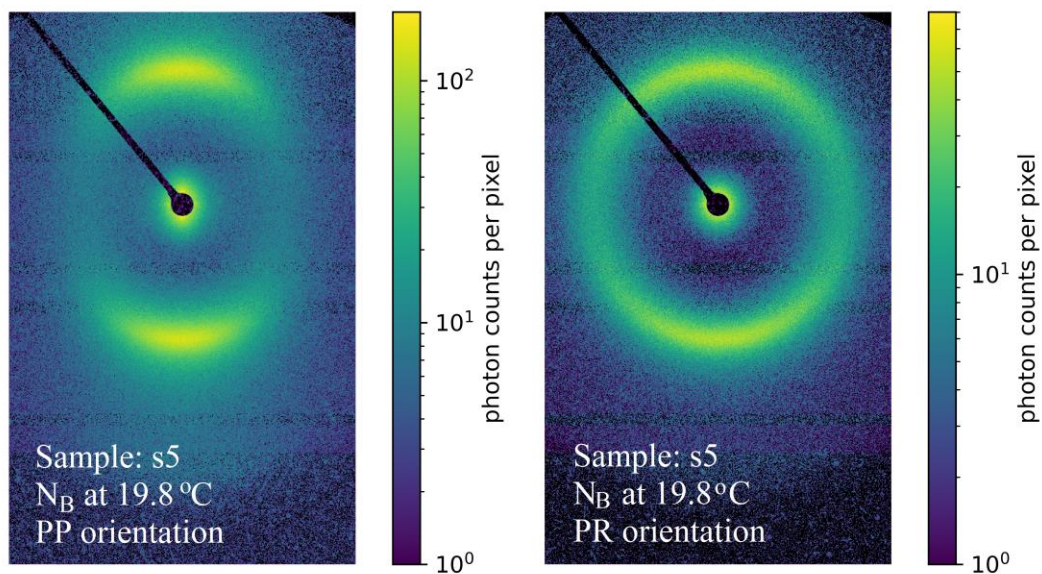 10²
10¹
10⁰
photon counts per pixel
Sample: s5
N_B at 19.8 °C
PP orientation
10¹
10⁰
photon counts per pixel
Sample: s5
N_B at 19.8°C
PR orientation